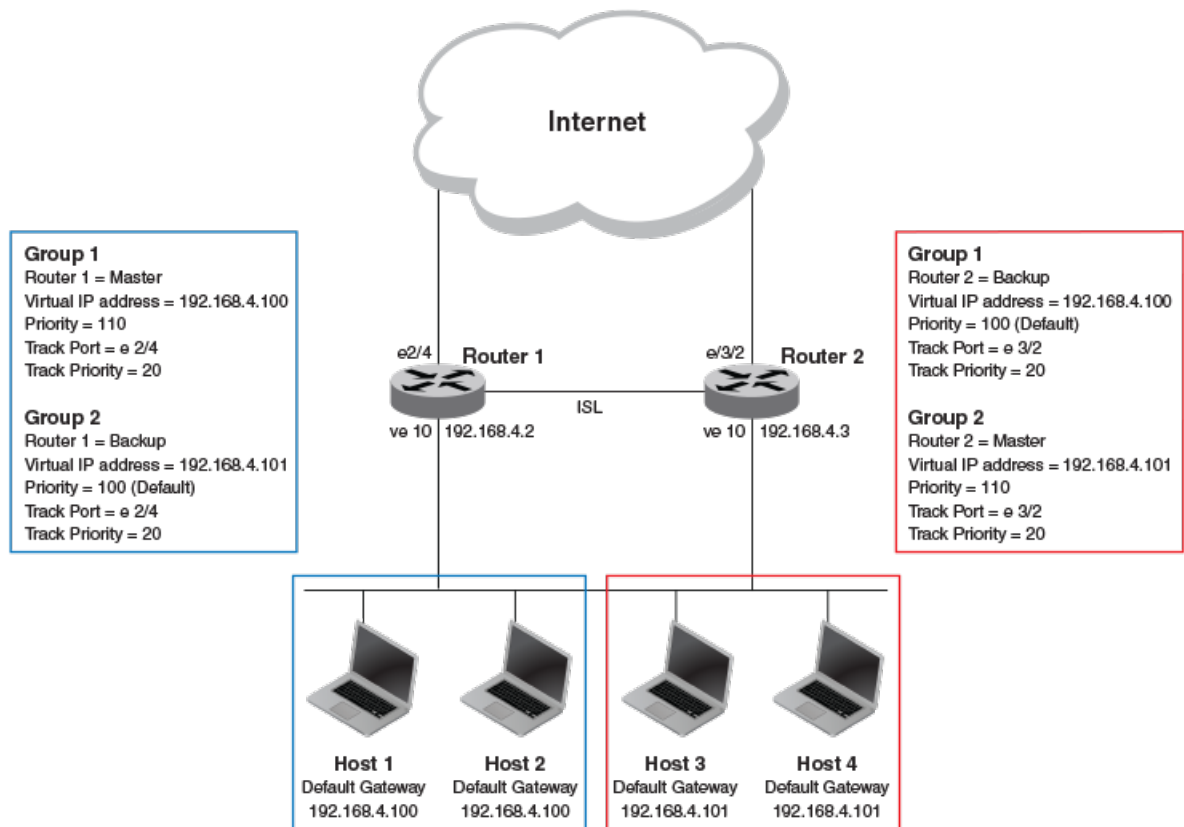 Internet
Group 1
Router 1 = Master
Virtual IP address = 192.168.4.100
Priority = 110
Track Port = e 2/4
Track Priority = 20
Group 2
Router 1 = Backup
Virtual IP address = 192.168.4.101
Priority = 100 (Default)
Track Port = e 2/4
Track Priority = 20
Group 1
Router 2 = Backup
Virtual IP address = 192.168.4.100
Priority = 100 (Default)
Track Port = e 3/2
Track Priority = 20
Group 2
Router 2 = Master
Virtual IP address = 192.168.4.101
Priority = 110
Track Port = e 3/2
Track Priority = 20
e2/4
Router 1
e/3/2
Router 2
ISL
ve 10
192.168.4.2
ve 10
192.168.4.3
Host 1
Default Gateway
192.168.4.100
Host 2
Default Gateway
192.168.4.100
Host 3
Default Gateway
192.168.4.101
Host 4
Default Gateway
192.168.4.101